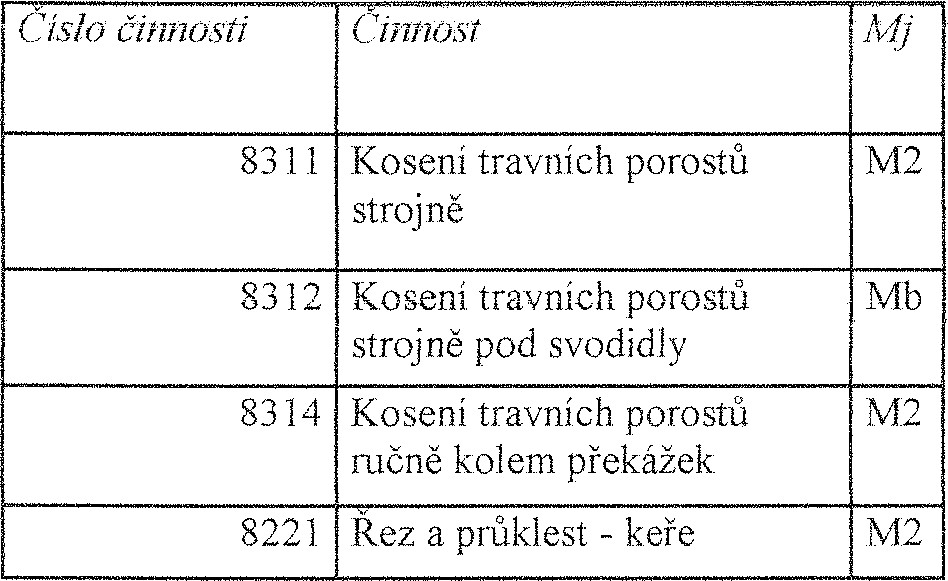 Číslo činnosti Činnost Mj
8311 Kosení travních porostů M2
strojně
8312 Kosení travních porostů Mb
strojně pod svodidly
8314 Kosení travních porostů M2
ručně kolem překážek
8221 Řez a průklest - keře M2